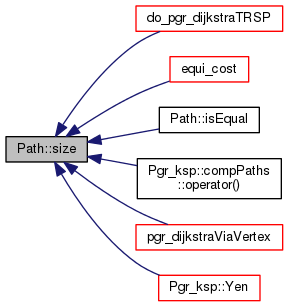 do_pgr_dijkstraTRSP
equi_cost
Path::isEqual
Path::size
Pgr_ksp::compPaths
::operator()
pgr_dijkstraViaVertex
Pgr_ksp::Yen